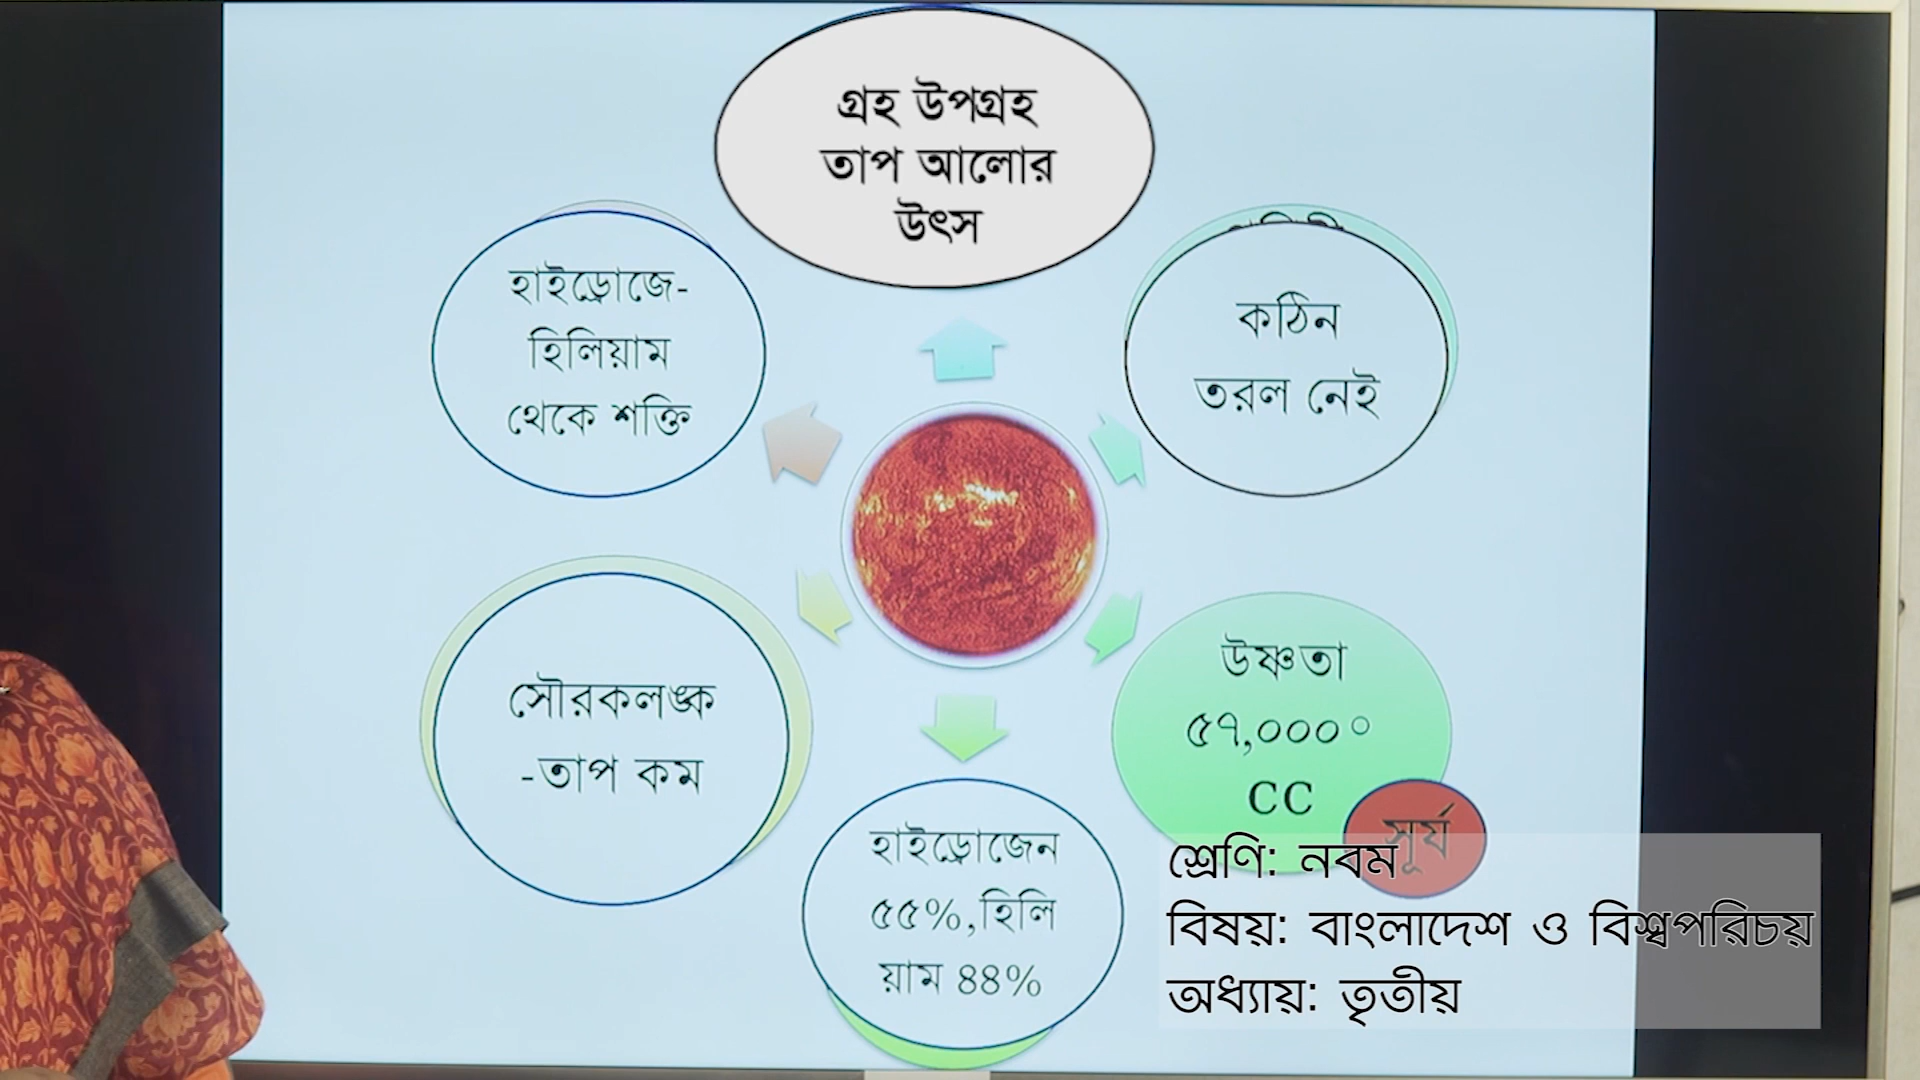 গ্রহ উপগ্রহ
তাপ আলোর
উৎস
হাইড্রোজে-
হিলিয়াম
থেকে শক্তি
কঠিন
তরল নেই
সৌরকলঙ্ক
-তাপ কম
উষ্ণতা
৫৭,০০০°
CC
হাইড্রোজেন
৫৫%,হিলি
য়াম ৪৪%
সূর্য
শ্রেণি: নবম
বিষয়: বাংলাদেশ ও বিশ্বপরিচয়
অধ্যায়: তৃতীয়